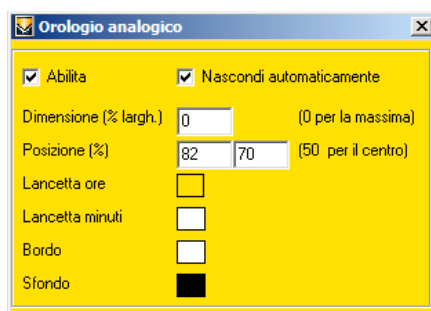 Orologio analogico
Abilita Nascondi automaticamente
Dimensione (% largh.) 0 (0 per la massima)
Posizione (%) 82 70 (50 per il centro)
Lancetta ore
Lancetta minuti
Bordo
Sfondo